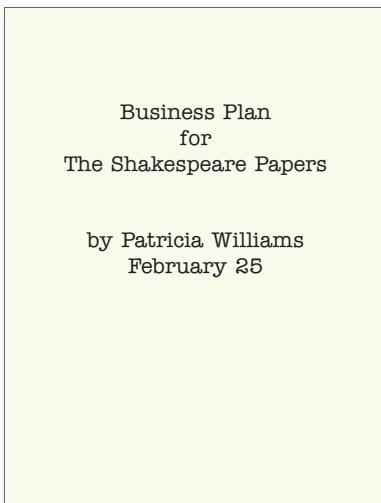 Business Plan
for
The Shakespeare Papers
by Patricia Williams
February 25